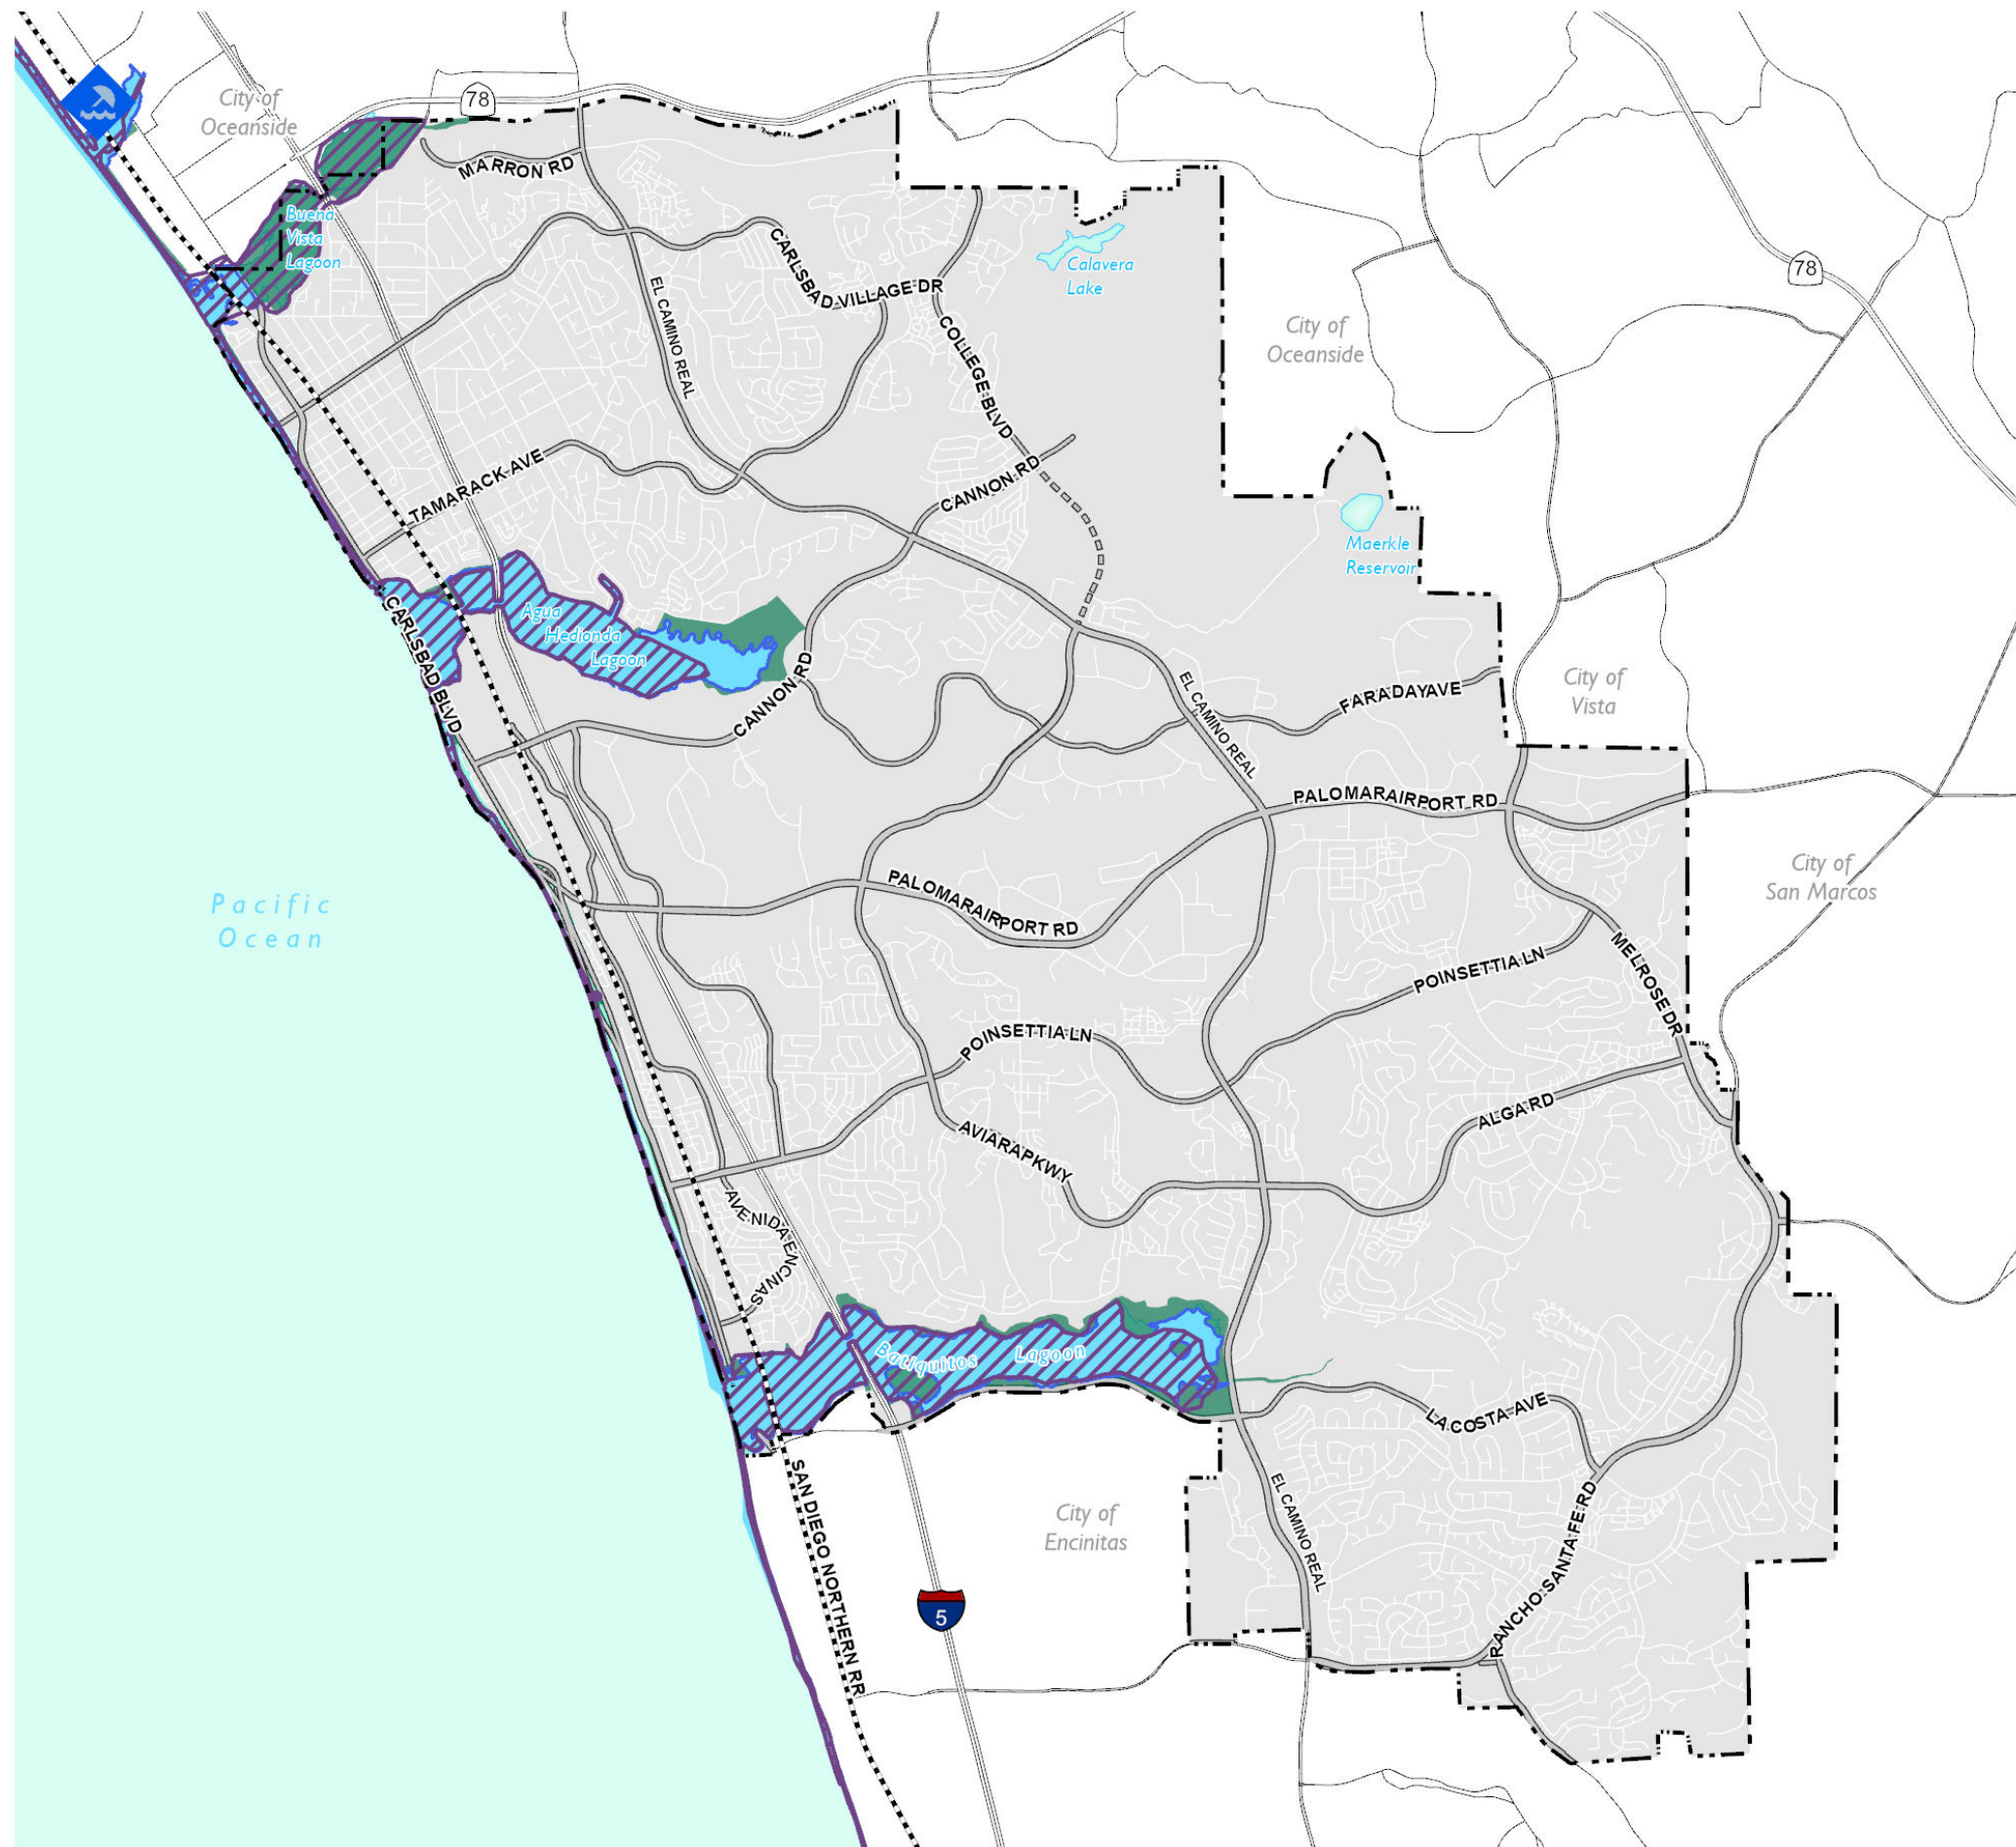 City of
Oceanside
78
MARRON RD
Buena
Vista
Lagoon
CARLSBAD VILLAGE DR
EL CAMINO REAL
Calavera
Lake
78
City of
Oceanside
COLLEGE BLVD
TAMARACK AVE
CANNON RD
Maerkle
Reservoir
Agua
Hedionda
Lagoon
CARLSBAD BLVD
CANNON RD
EL CAMINO REAL
FARADAY AVE
City of
Vista
PALOMAR AIRPORT RD
City of
San Marcos
Pacific
Ocean
PALOMAR AIRPORT RD
MELROSE DR
POINSETTIA LN
POINSETTIA LN
ALGA RD
AVIARA PKWY
AVENIDA ENCINAS
Batiquitos Lagoon
LA COSTA AVE
SAN DIEGO NORTHERN RR
City of
Encinitas
EL CAMINO REAL
RANCHO SANTA FE RD
5